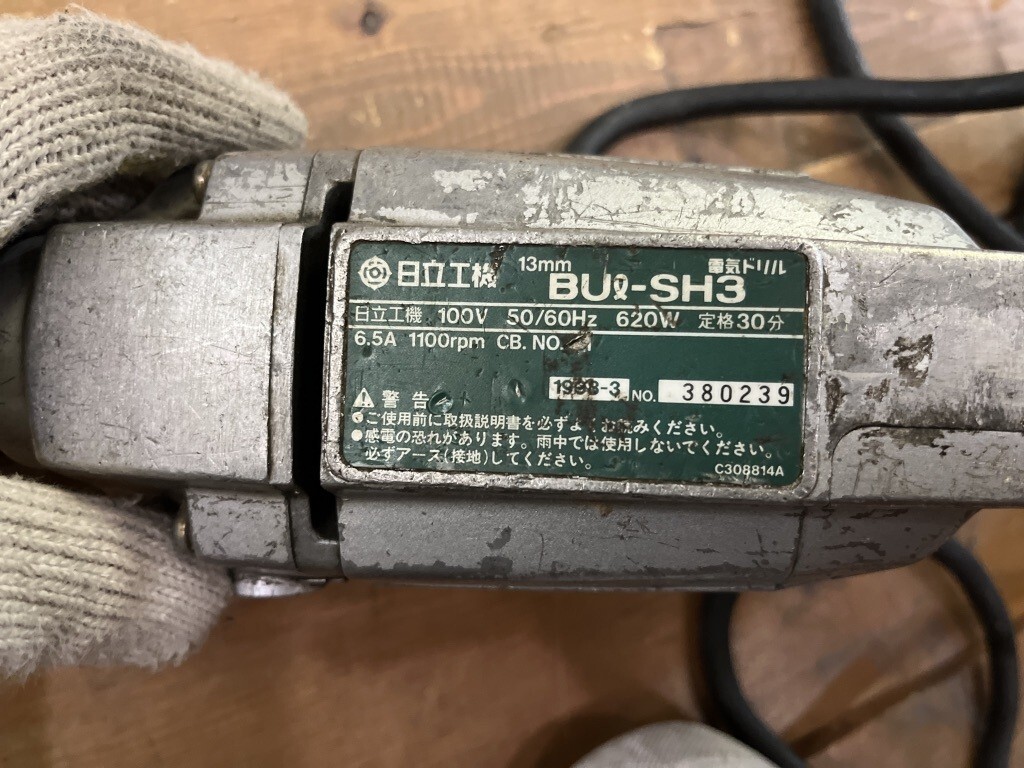 日立工機 13mm 電気ドリル
BUℓ-SH3
日立工機 100V 50/60Hz 620W 定格30分
6.5A 1100rpm CB. NO.
NO. 380239
警告
●ご使用前に取扱説明書を必ずよくお読みください。
●感電の恐れがあります。雨中では使用しないでください。
必ずアース(接地)してください。
C308814A